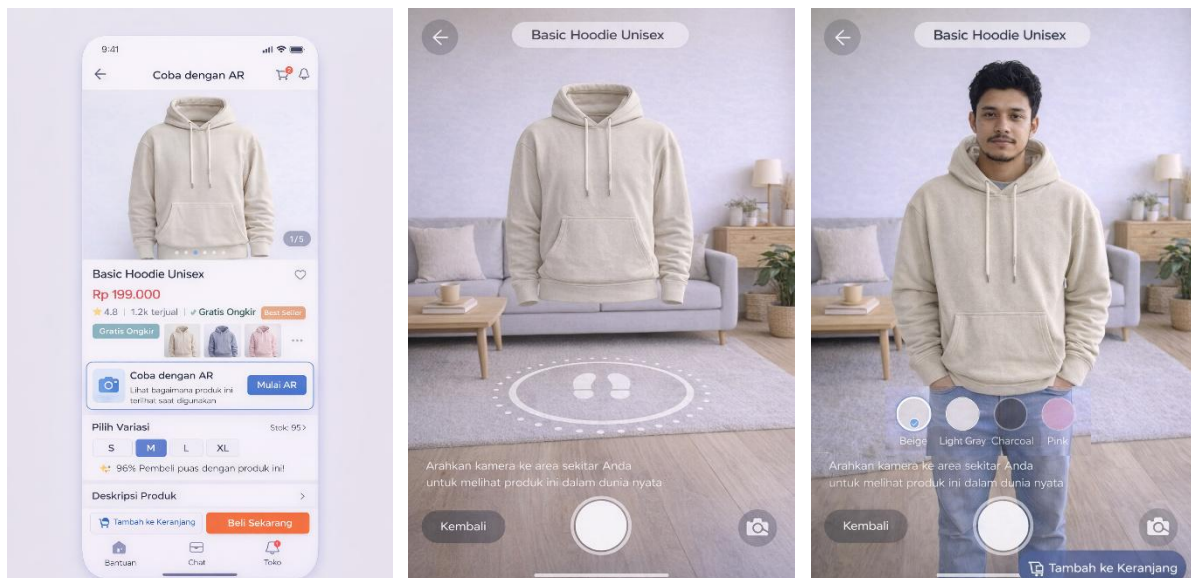 9:41
Coba dengan AR
2
1/5
Basic Hoodie Unisex
Rp 199.000
4.8 | 1.2k terjual | ✓ Gratis Ongkir Best Seller
Gratis Ongkir
Coba dengan AR
Lihat bagaimana produk ini
terlihat saat digunakan
Mulai AR
Pilih Variasi
Stok: 95 >
S M L XL
96% Pembeli puas dengan produk ini!
Deskripsi Produk
Tambah ke Keranjang
Beli Sekarang
Bantuan
Chat
Toko
Basic Hoodie Unisex
Arahkan kamera ke area sekitar Anda
untuk melihat produk ini dalam dunia nyata
Kembali
Basic Hoodie Unisex
Beige Light Gray Charcoal Pink
Arahkan kamera ke area sekitar Anda
untuk melihat produk ini dalam dunia nyata
Kembali
Tambah ke Keranjang